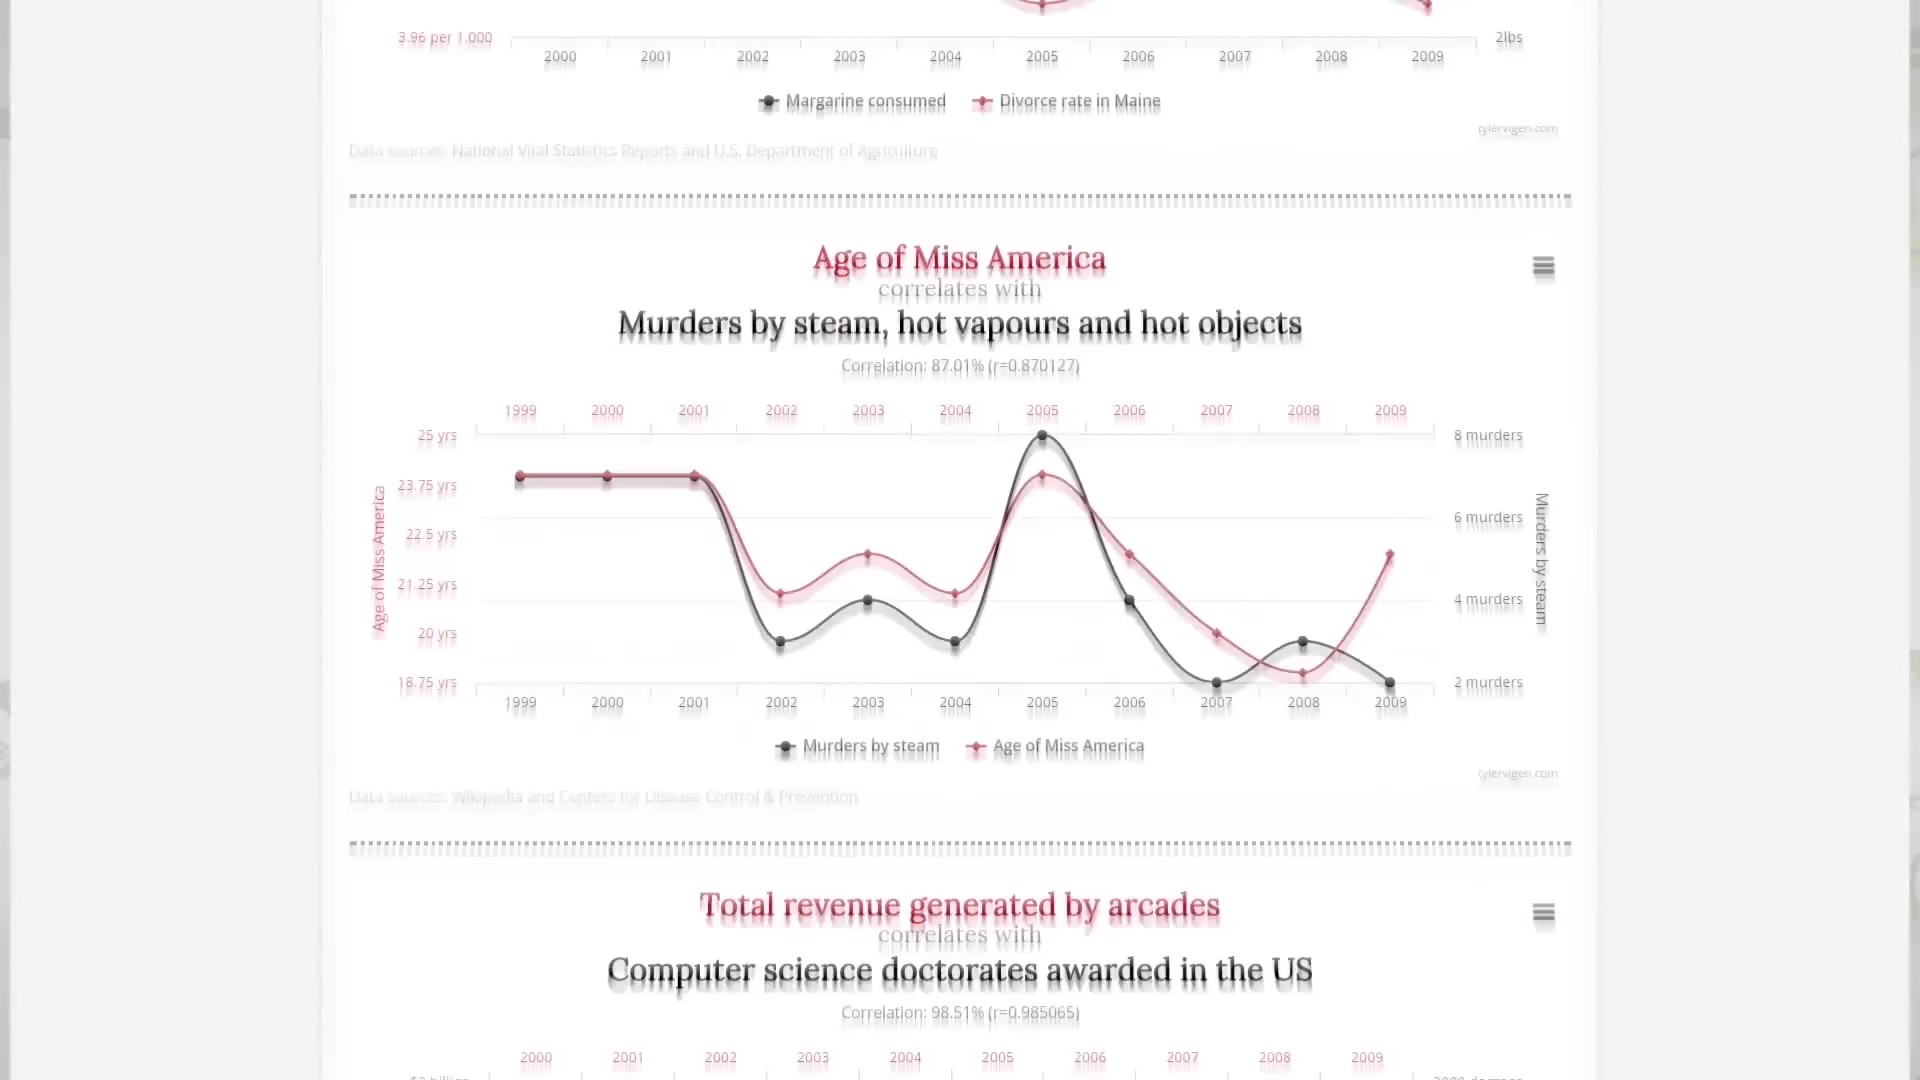 3.96 per 1.000
2lbs
2000 2001 2002 2003 2004 2005 2006 2007 2008 2009
Margarine consumed Divorce rate in Maine
tylervigen.com
Data sources: National Vital Statistics Reports and U.S. Department of Agriculture
Age of Miss America
correlates with
Murders by steam, hot vapours and hot objects
Correlation: 87.01% (r=0.870127)
1999 2000 2001 2002 2003 2004 2005 2006 2007 2008 2009
25 yrs
23.75 yrs
22.5 yrs
21.25 yrs
20 yrs
18.75 yrs
Age of Miss America
8 murders
6 murders
4 murders
2 murders
Murders by steam
1999 2000 2001 2002 2003 2004 2005 2006 2007 2008 2009
Murders by steam Age of Miss America
tylervigen.com
Data sources: Wikipedia and Centers for Disease Control & Prevention
Total revenue generated by arcades
correlates with
Computer science doctorates awarded in the US
Correlation: 98.51% (r=0.985065)
2000 2001 2002 2003 2004 2005 2006 2007 2008 2009